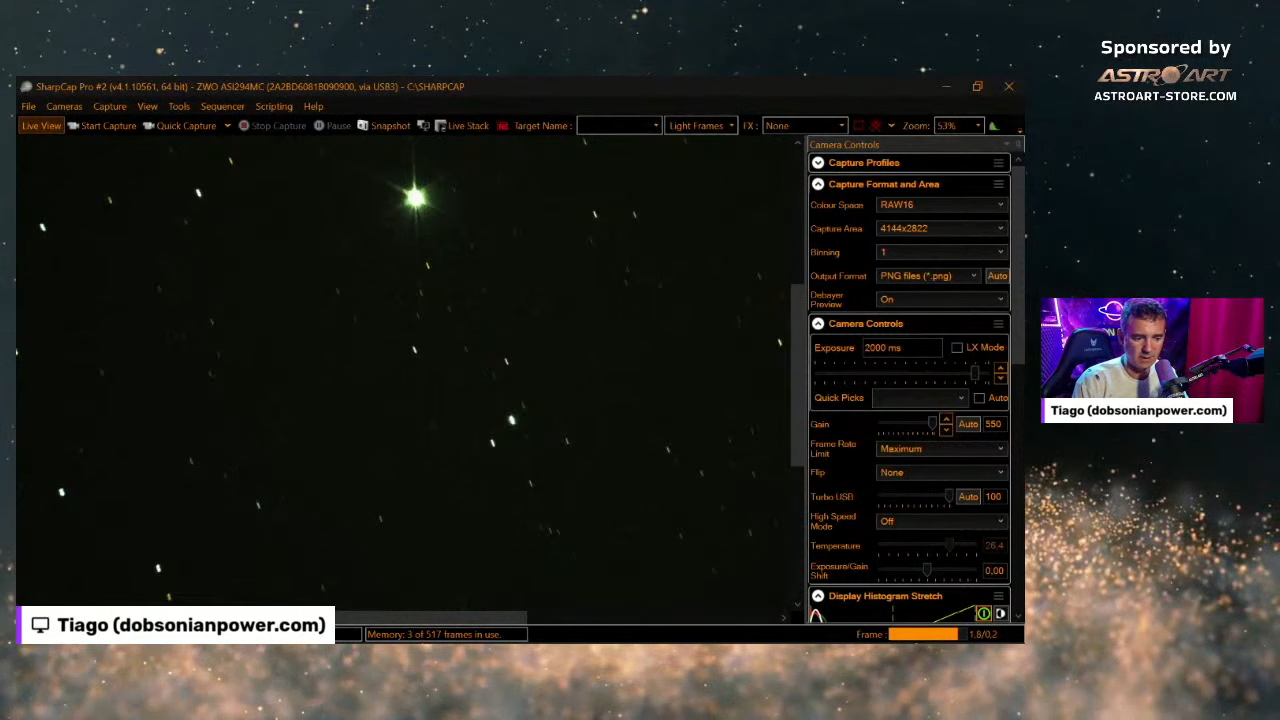 Sponsored by
ASTROART
ASTROART-STORE.COM
SharpCap Pro #2 (v4.1.10561, 64 bit) - ZWO ASI294MC (2A2BD6081B090900, via USB3) - C:\SHARPCAP
File Cameras Capture View Tools Sequencer Scripting Help
Live View Start Capture Quick Capture Stop Capture Pause Snapshot Live Stack Target Name : Light Frames FX : None Zoom: 53%
Camera Controls
Capture Profiles
Capture Format and Area
Colour Space RAW16
Capture Area 4144x2822
Binning 1
Output Format PNG files (*.png) Auto
Debayer Preview On
Camera Controls
Exposure 2000 ms LX Mode
Quick Picks Auto
Gain Auto 550
Frame Rate Limit Maximum
Flip None
Turbo USB Auto 100
High Speed Mode Off
Temperature 26.4
Exposure/Gain Shift 0,00
Display Histogram Stretch
Tiago (dobsonianpower.com)
Tiago (dobsonianpower.com)
Memory: 3 of 517 frames in use.
Frame : 1.8/0,2